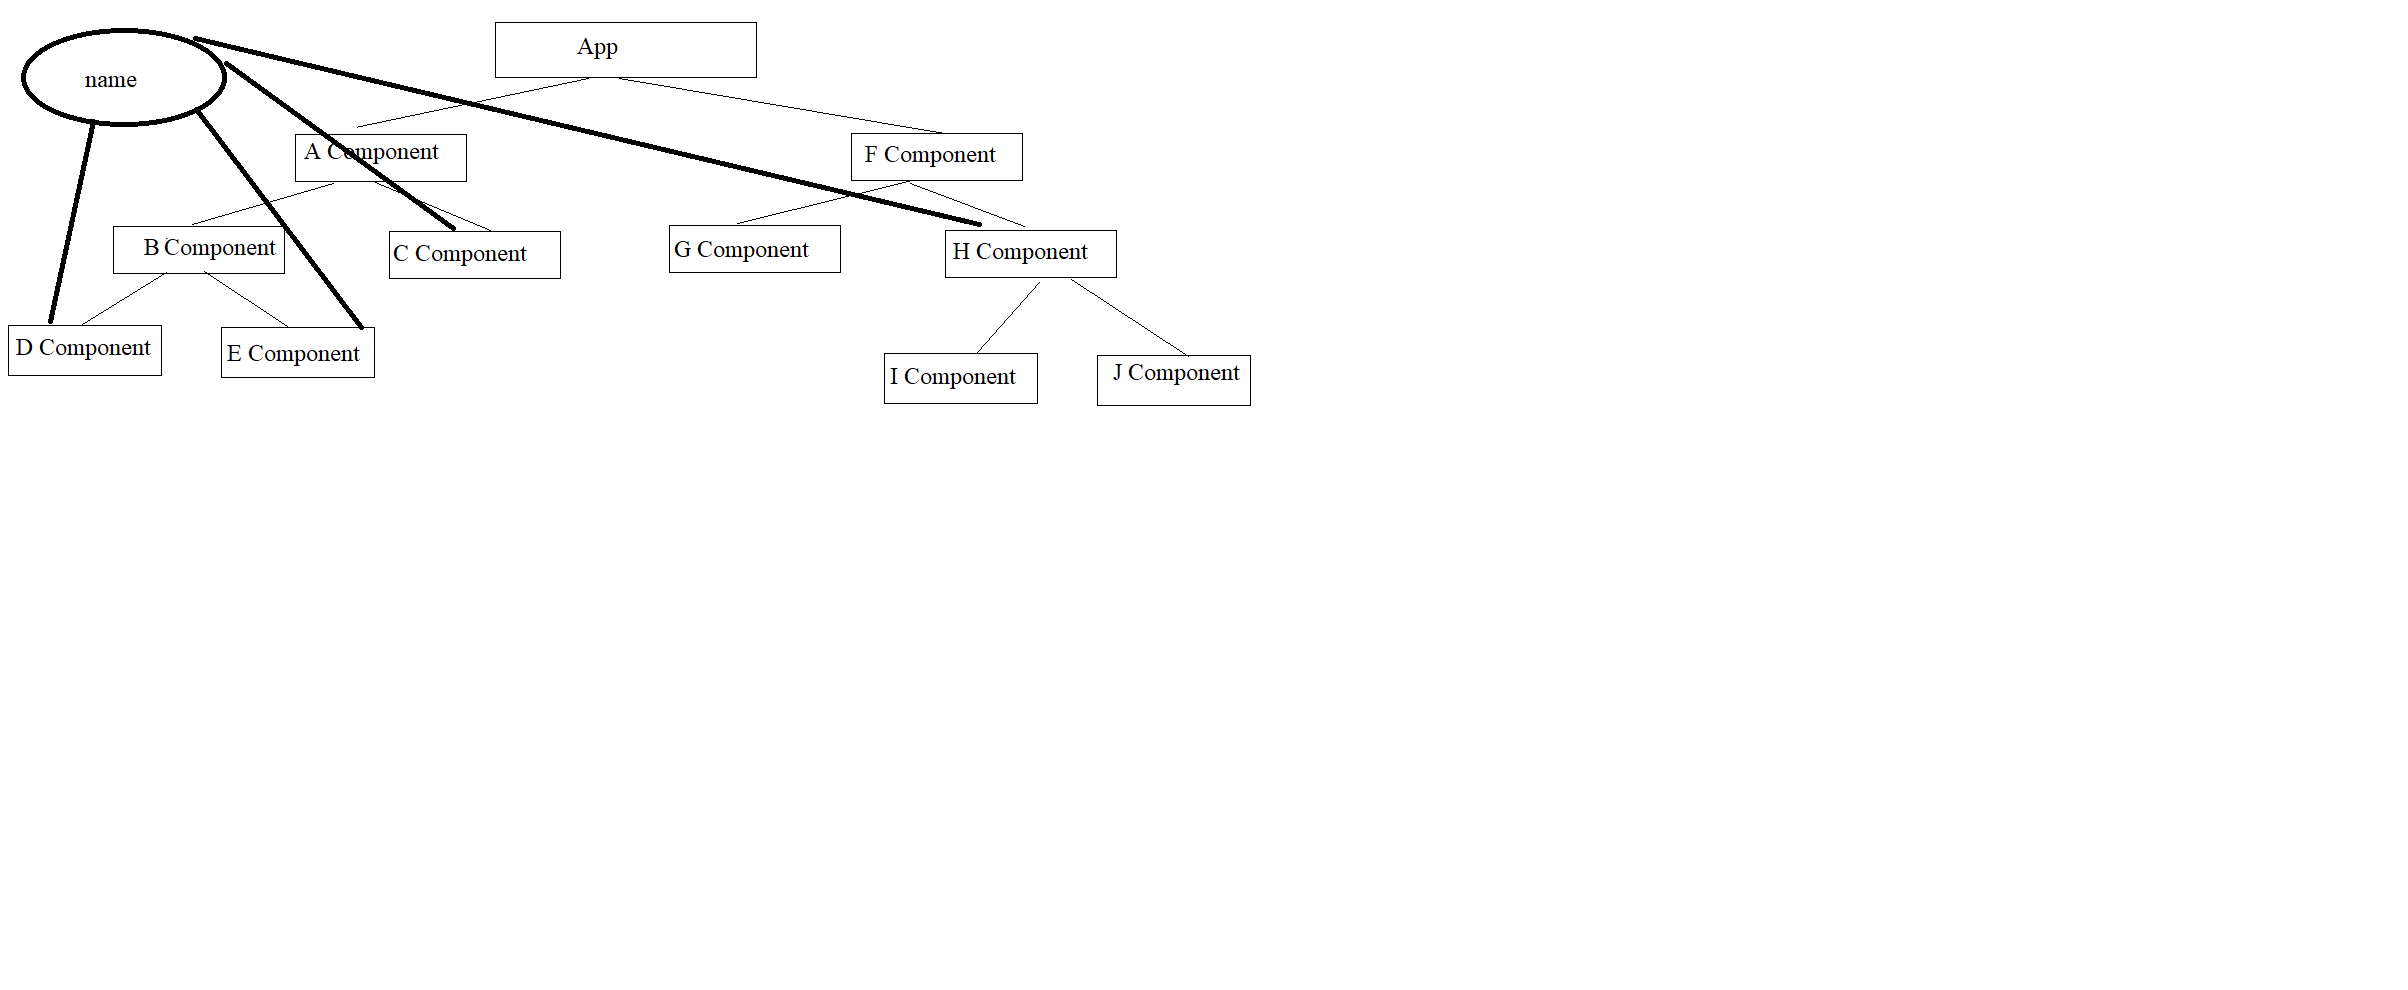 App
name
A Component
F Component
B Component
C Component
G Component
H Component
D Component
E Component
I Component
J Component